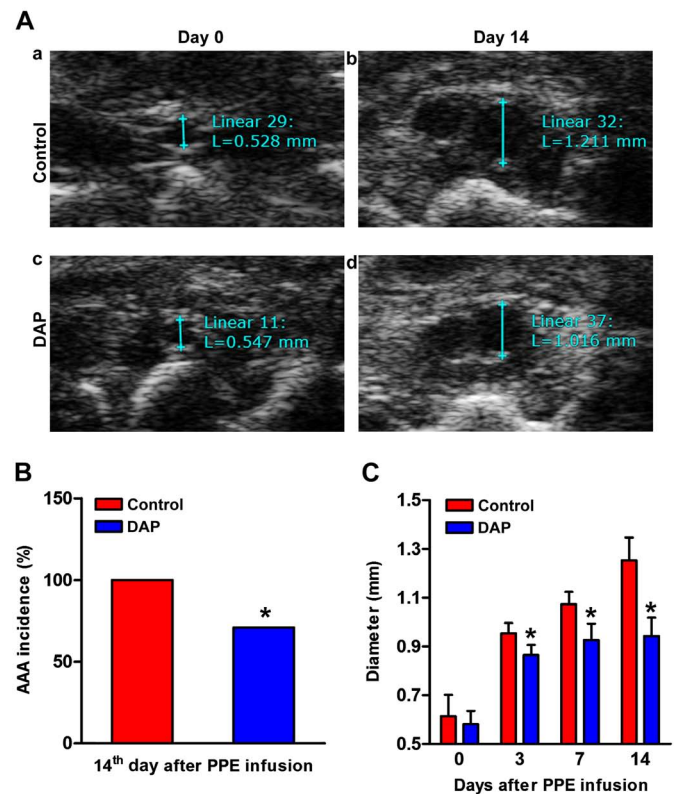 A
Day 0
Day 14
a
b
Control
Linear 29:
L=0.528 mm
Linear 32:
L=1.211 mm
c
d
DAP
Linear 11:
L=0.547 mm
Linear 37:
L=1.016 mm
B
150
100
50
0
AAA incidence (%)
Control
DAP
*
14th day after PPE infusion
C
1.5
1.3
1.1
0.9
0.7
0.5
Diameter (mm)
Control
DAP
* * *
0 3 7 14
Days after PPE infusion